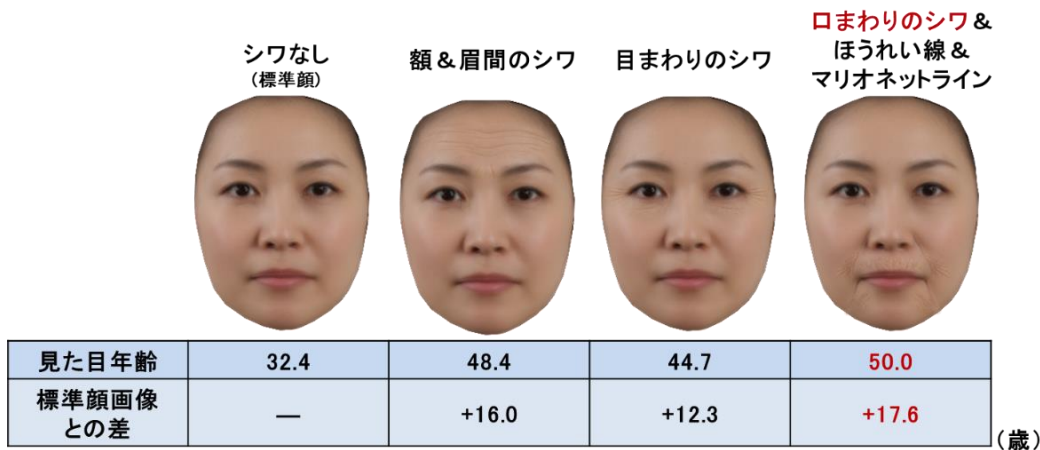 シワなし
(標準顔)
額＆眉間のシワ
目まわりのシワ
口まわりのシワ＆
ほうれい線＆
マリオネットライン
見た目年齢 32.4 48.4 44.7 50.0
標準顔画像
との差 — +16.0 +12.3 +17.6
(歳)